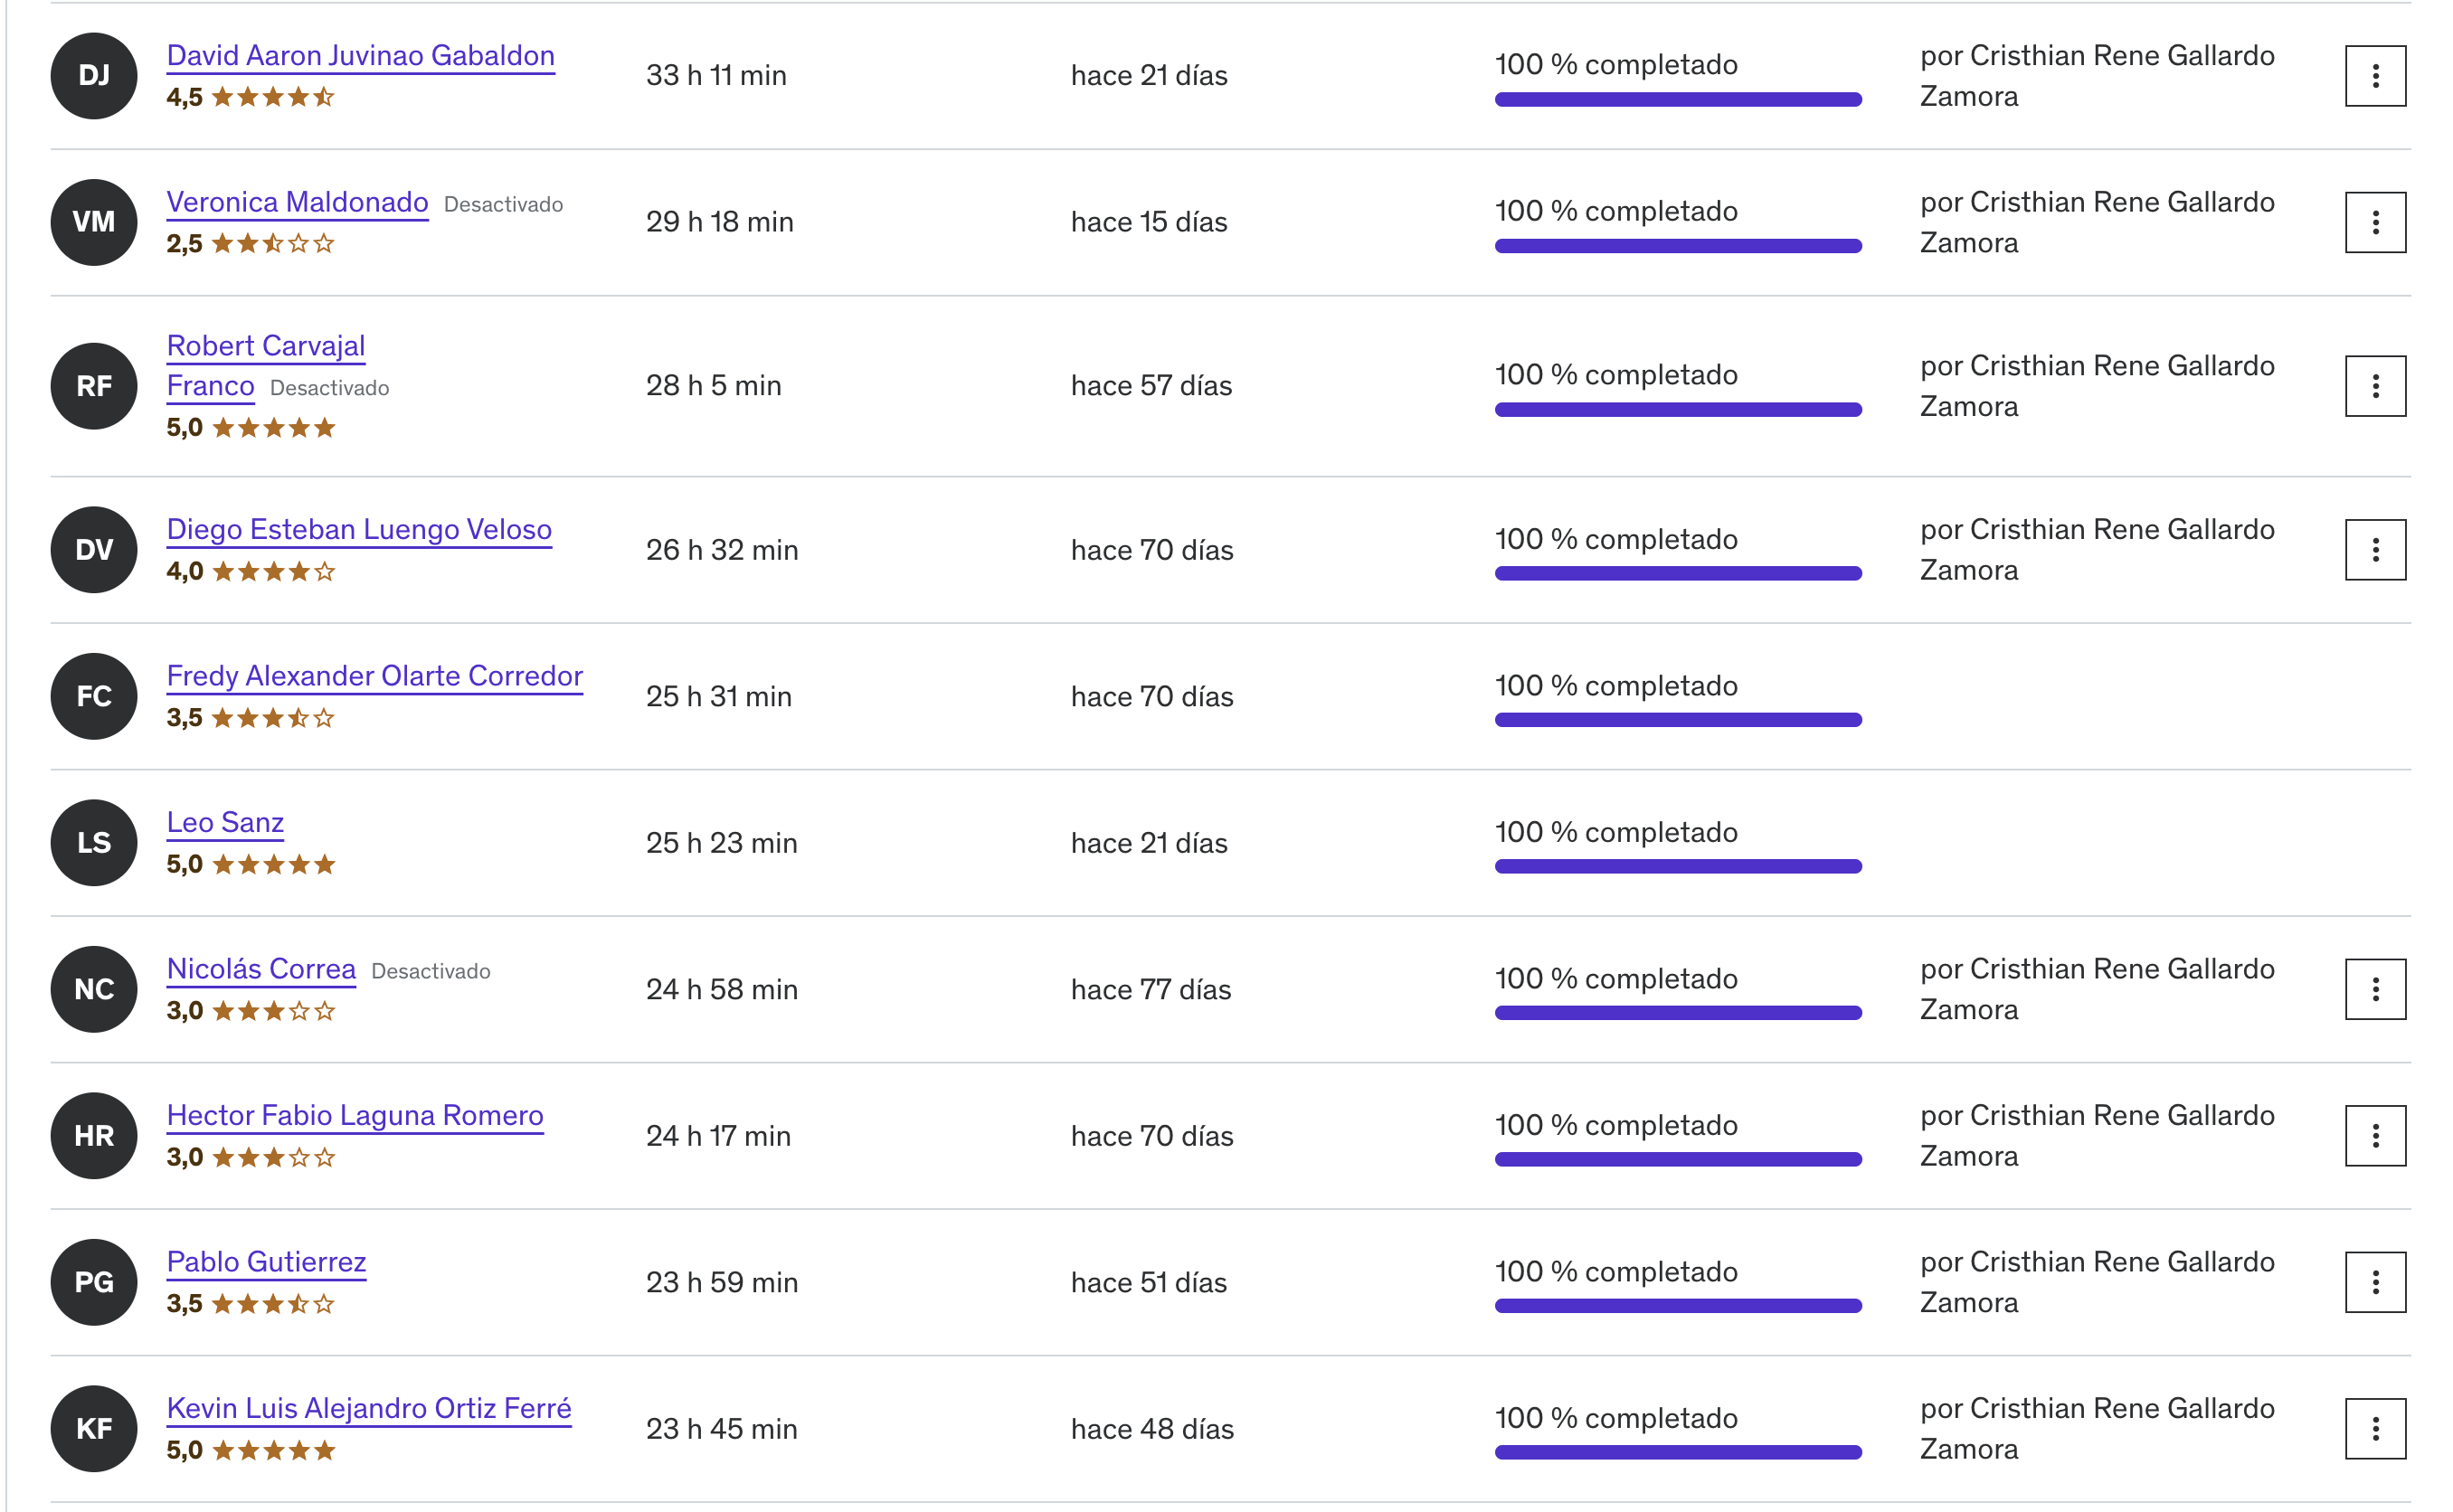 DJ
David Aaron Juvinao Gabaldon
4,5
33 h 11 min
hace 21 días
100 % completado
por Cristhian Rene Gallardo
Zamora
VM
Veronica Maldonado Desactivado
2,5
29 h 18 min
hace 15 días
100 % completado
por Cristhian Rene Gallardo
Zamora
RF
Robert Carvajal
Franco Desactivado
5,0
28 h 5 min
hace 57 días
100 % completado
por Cristhian Rene Gallardo
Zamora
DV
Diego Esteban Luengo Veloso
4,0
26 h 32 min
hace 70 días
100 % completado
por Cristhian Rene Gallardo
Zamora
FC
Fredy Alexander Olarte Corredor
3,5
25 h 31 min
hace 70 días
100 % completado
LS
Leo Sanz
5,0
25 h 23 min
hace 21 días
100 % completado
NC
Nicolás Correa Desactivado
3,0
24 h 58 min
hace 77 días
100 % completado
por Cristhian Rene Gallardo
Zamora
HR
Hector Fabio Laguna Romero
3,0
24 h 17 min
hace 70 días
100 % completado
por Cristhian Rene Gallardo
Zamora
PG
Pablo Gutierrez
3,5
23 h 59 min
hace 51 días
100 % completado
por Cristhian Rene Gallardo
Zamora
KF
Kevin Luis Alejandro Ortiz Ferré
5,0
23 h 45 min
hace 48 días
100 % completado
por Cristhian Rene Gallardo
Zamora